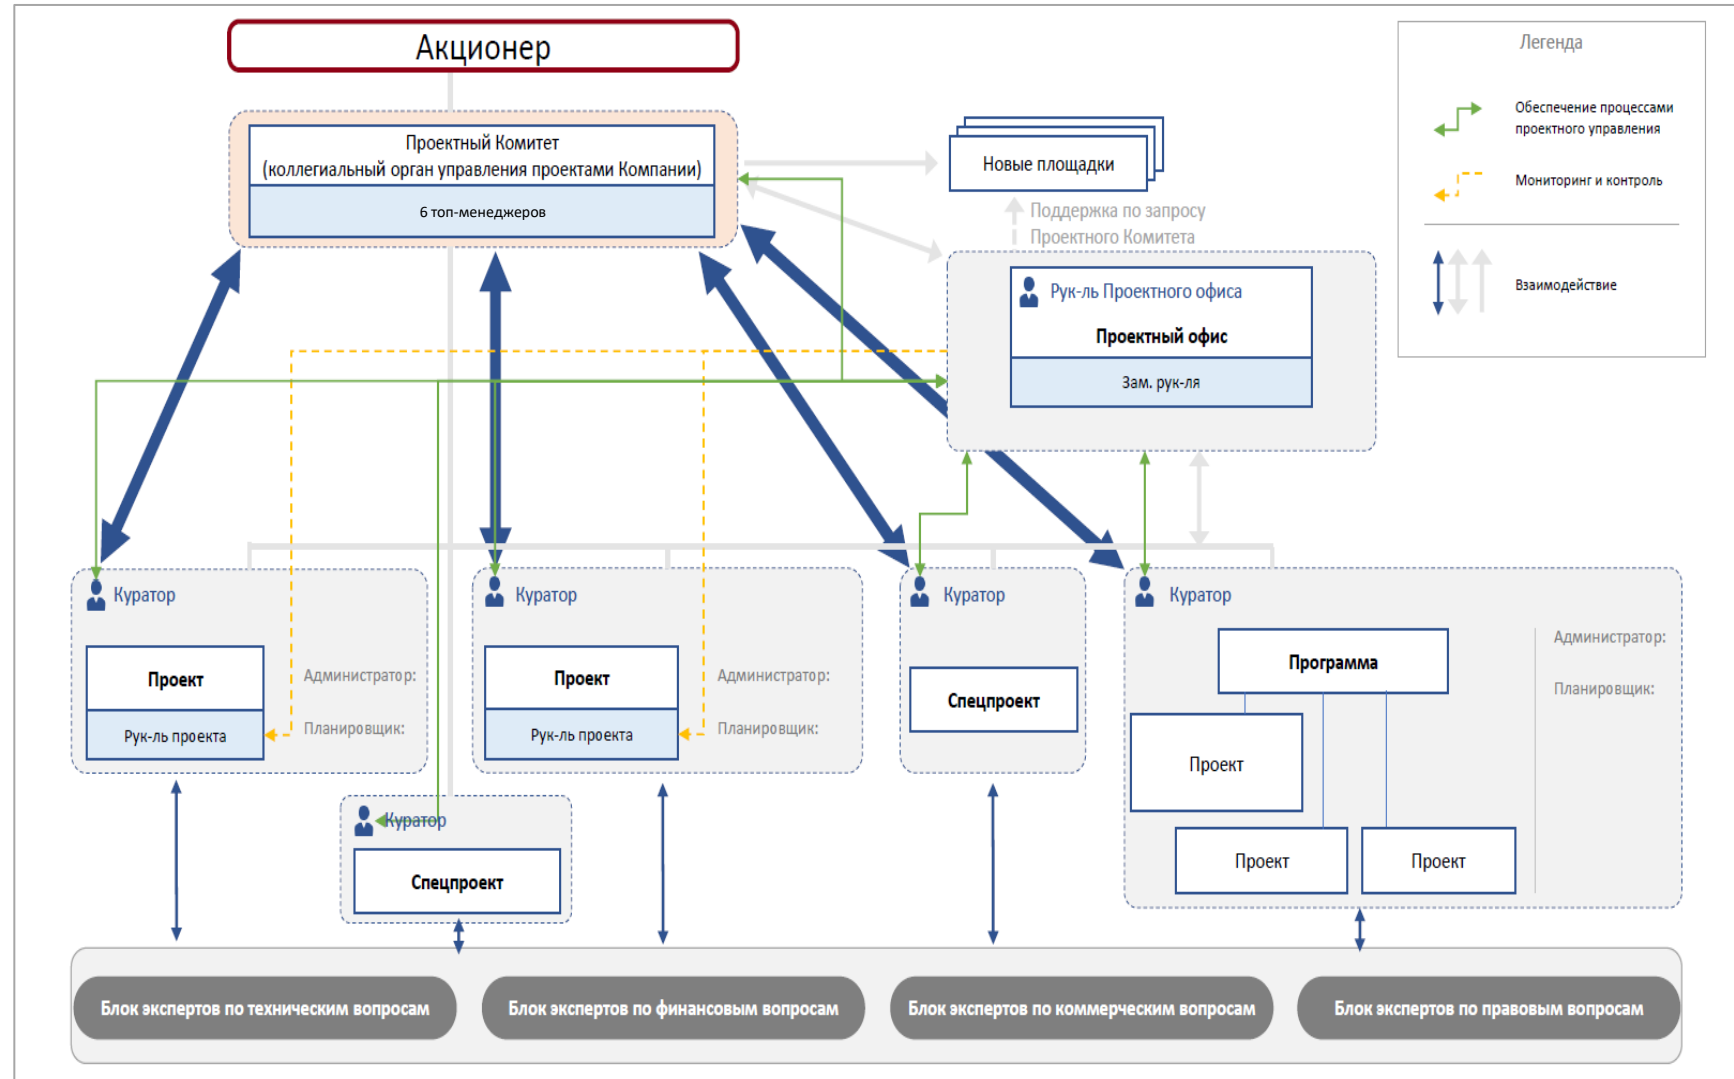 Акционер
Легенда
Обеспечение процессами
проектного управления
Мониторинг и контроль
Взаимодействие
Проектный Комитет
(коллегиальный орган управления проектами Компании)
6 топ-менеджеров
Новые площадки
Поддержка по запросу
Проектного Комитета
Рук-ль Проектного офиса
Проектный офис
Зам. рук-ля
Куратор
Проект
Рук-ль проекта
Администратор:
Планировщик:
Куратор
Проект
Рук-ль проекта
Администратор:
Планировщик:
Куратор
Спецпроект
Куратор
Программа
Проект
Проект
Проект
Администратор:
Планировщик:
Куратор
Спецпроект
Блок экспертов по техническим вопросам
Блок экспертов по финансовым вопросам
Блок экспертов по коммерческим вопросам
Блок экспертов по правовым вопросам